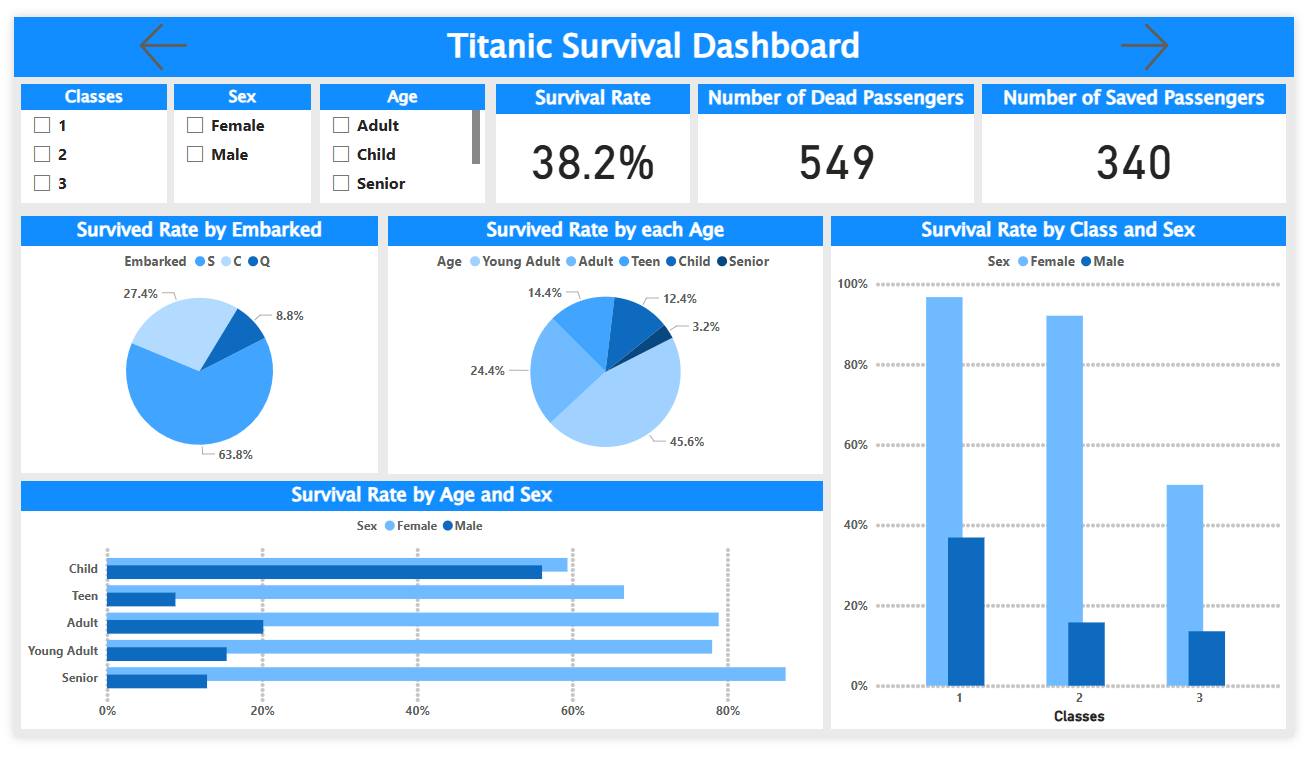 Titanic Survival Dashboard
Classes
1
2
3
Sex
Female
Male
Age
Adult
Child
Senior
Survival Rate
38.2%
Number of Dead Passengers
549
Number of Saved Passengers
340
Survived Rate by Embarked
Embarked S C Q
27.4%
8.8%
63.8%
Survived Rate by each Age
Age Young Adult Adult Teen Child Senior
14.4%
12.4%
3.2%
24.4%
45.6%
Survival Rate by Class and Sex
Sex Female Male
100%
80%
60%
40%
20%
0%
1 2 3
Classes
Survival Rate by Age and Sex
Sex Female Male
Child
Teen
Adult
Young Adult
Senior
0% 20% 40% 60% 80%